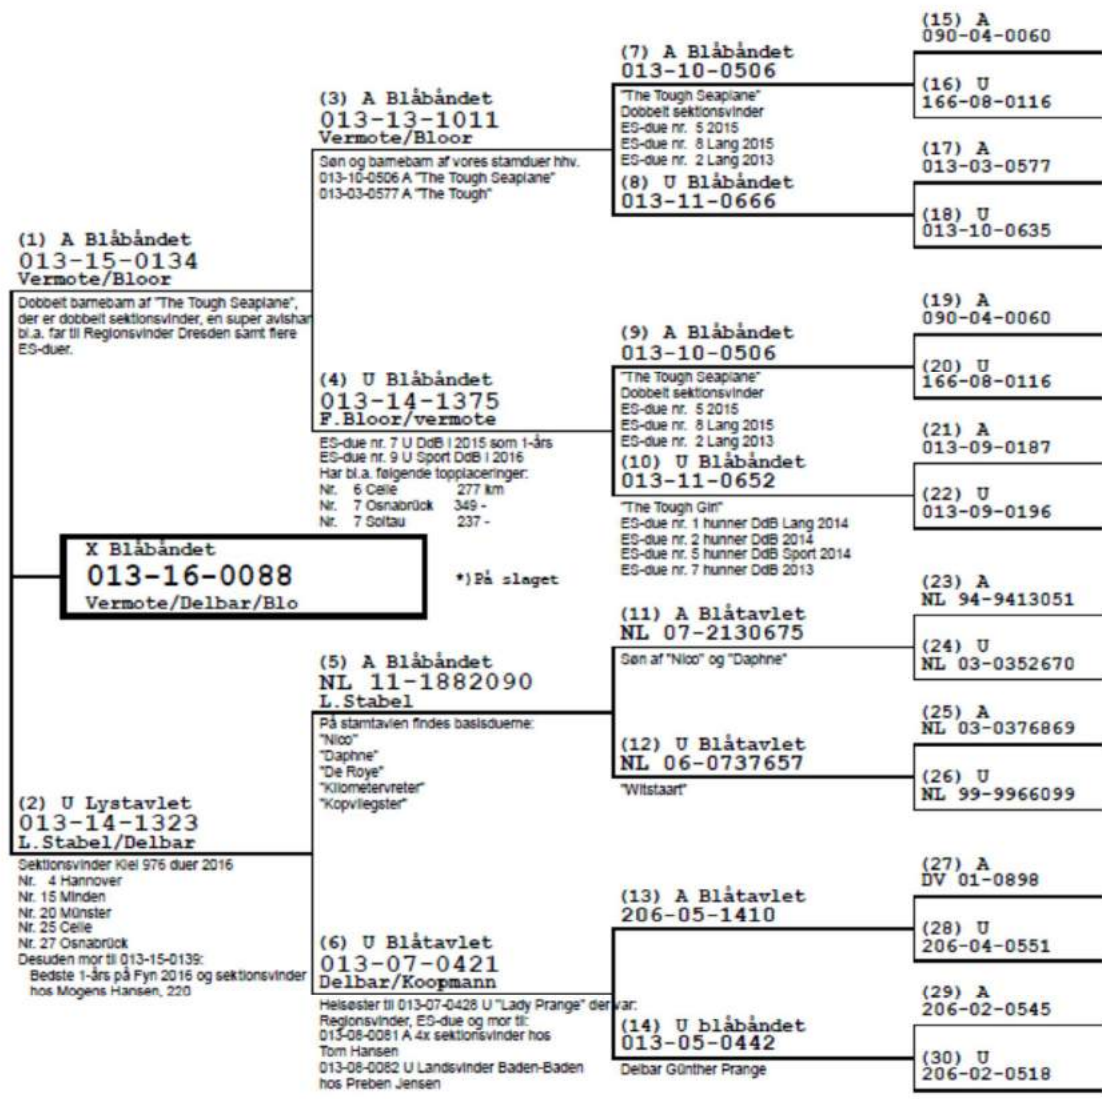 (1) A Blåbåndet
013-15-0134
Vermote/Bloor
Dobbelt barnebarn af "The Tough Seaplane",
der er dobbelt sektionsvinder, en super avlshan
bl.a. far til Regionsvinder Dresden samt flere
ES-duer.
X Blåbåndet
013-16-0088
Vermote/Delbar/Blo
*)På slaget
(2) U Lystavlet
013-14-1323
L.Stabel/Delbar
Sektionsvinder Kiel 976 duer 2016
Nr. 4 Hannover
Nr. 15 Minden
Nr. 20 Münster
Nr. 25 Celle
Nr. 27 Osnabrück
Desuden mor til 013-15-0139:
Bedste 1-års på Fyn 2016 og sektionsvinder
hos Mogens Hansen, 220
(3) A Blåbåndet
013-13-1011
Vermote/Bloor
Søn og barnebarn af vores stamduer hhv.
013-10-0506 A "The Tough Seaplane"
013-03-0577 A "The Tough"
(4) U Blåbåndet
013-14-1375
F.Bloor/vermote
ES-due nr. 7 U DdB i 2015 som 1-års
ES-due nr. 9 U Sport DdB i 2016
Har bl.a. følgende topplaceringer:
Nr. 6 Celle 277 km
Nr. 7 Osnabrück 349 -
Nr. 7 Soltau 237 -
(5) A Blåbåndet
NL 11-1882090
L.Stabel
På stamtavlen findes basisduerne:
"Nico"
"Daphne"
"De Roye"
"Kilometervreter"
"Kopvliegster"
(6) U Blåtavlet
013-07-0421
Delbar/Koopmann
Helsøster til 013-07-0428 U "Lady Prange" der var:
Regionsvinder, ES-due og mor til:
013-08-0081 A 4x sektionsvinder hos
Tom Hansen
013-08-0082 U Landsvinder Baden-Baden
hos Preben Jensen
(7) A Blåbåndet
013-10-0506
"The Tough Seaplane"
Dobbelt sektionsvinder
ES-due nr. 5 2015
ES-due nr. 8 Lang 2015
ES-due nr. 2 Lang 2013
(8) U Blåbåndet
013-11-0666
(9) A Blåbåndet
013-10-0506
"The Tough Seaplane"
Dobbelt sektionsvinder
ES-due nr. 5 2015
ES-due nr. 8 Lang 2015
ES-due nr. 2 Lang 2013
(10) U Blåbåndet
013-11-0652
"The Tough Girl"
ES-due nr. 1 hunner DdB Lang 2014
ES-due nr. 2 hunner DdB 2014
ES-due nr. 5 hunner DdB Sport 2014
ES-due nr. 7 hunner DdB 2013
(11) A Blåtavlet
NL 07-2130675
Søn af "Nico" og "Daphne"
(12) U Blåtavlet
NL 06-0737657
"Witstaart"
(13) A Blåtavlet
206-05-1410
(14) U blåbåndet
013-05-0442
Delbar Günther Prange
(15) A
090-04-0060
(16) U
166-08-0116
(17) A
013-03-0577
(18) U
013-10-0635
(19) A
090-04-0060
(20) U
166-08-0116
(21) A
013-09-0187
(22) U
013-09-0196
(23) A
NL 94-9413051
(24) U
NL 03-0352670
(25) A
NL 03-0376869
(26) U
NL 99-9966099
(27) A
DV 01-0898
(28) U
206-04-0551
(29) A
206-02-0545
(30) U
206-02-0518